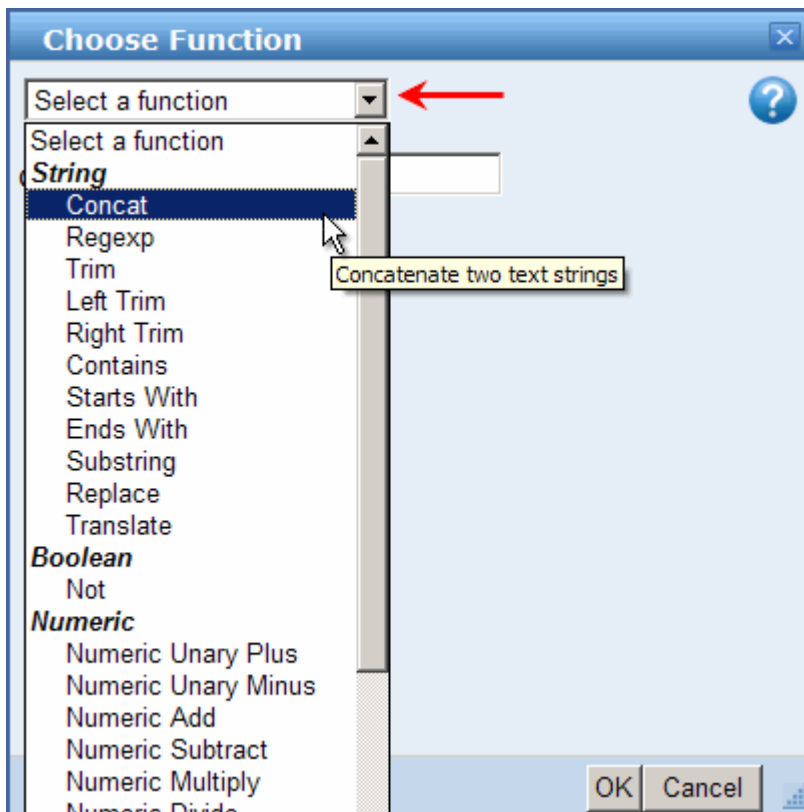 Choose Function
Select a function
Select a function
String
Concat
Regexp
Concatenate two text strings
Trim
Left Trim
Right Trim
Contains
Starts With
Ends With
Substring
Replace
Translate
Boolean
Not
Numeric
Numeric Unary Plus
Numeric Unary Minus
Numeric Add
Numeric Subtract
Numeric Multiply
Numeric Divide
OK Cancel